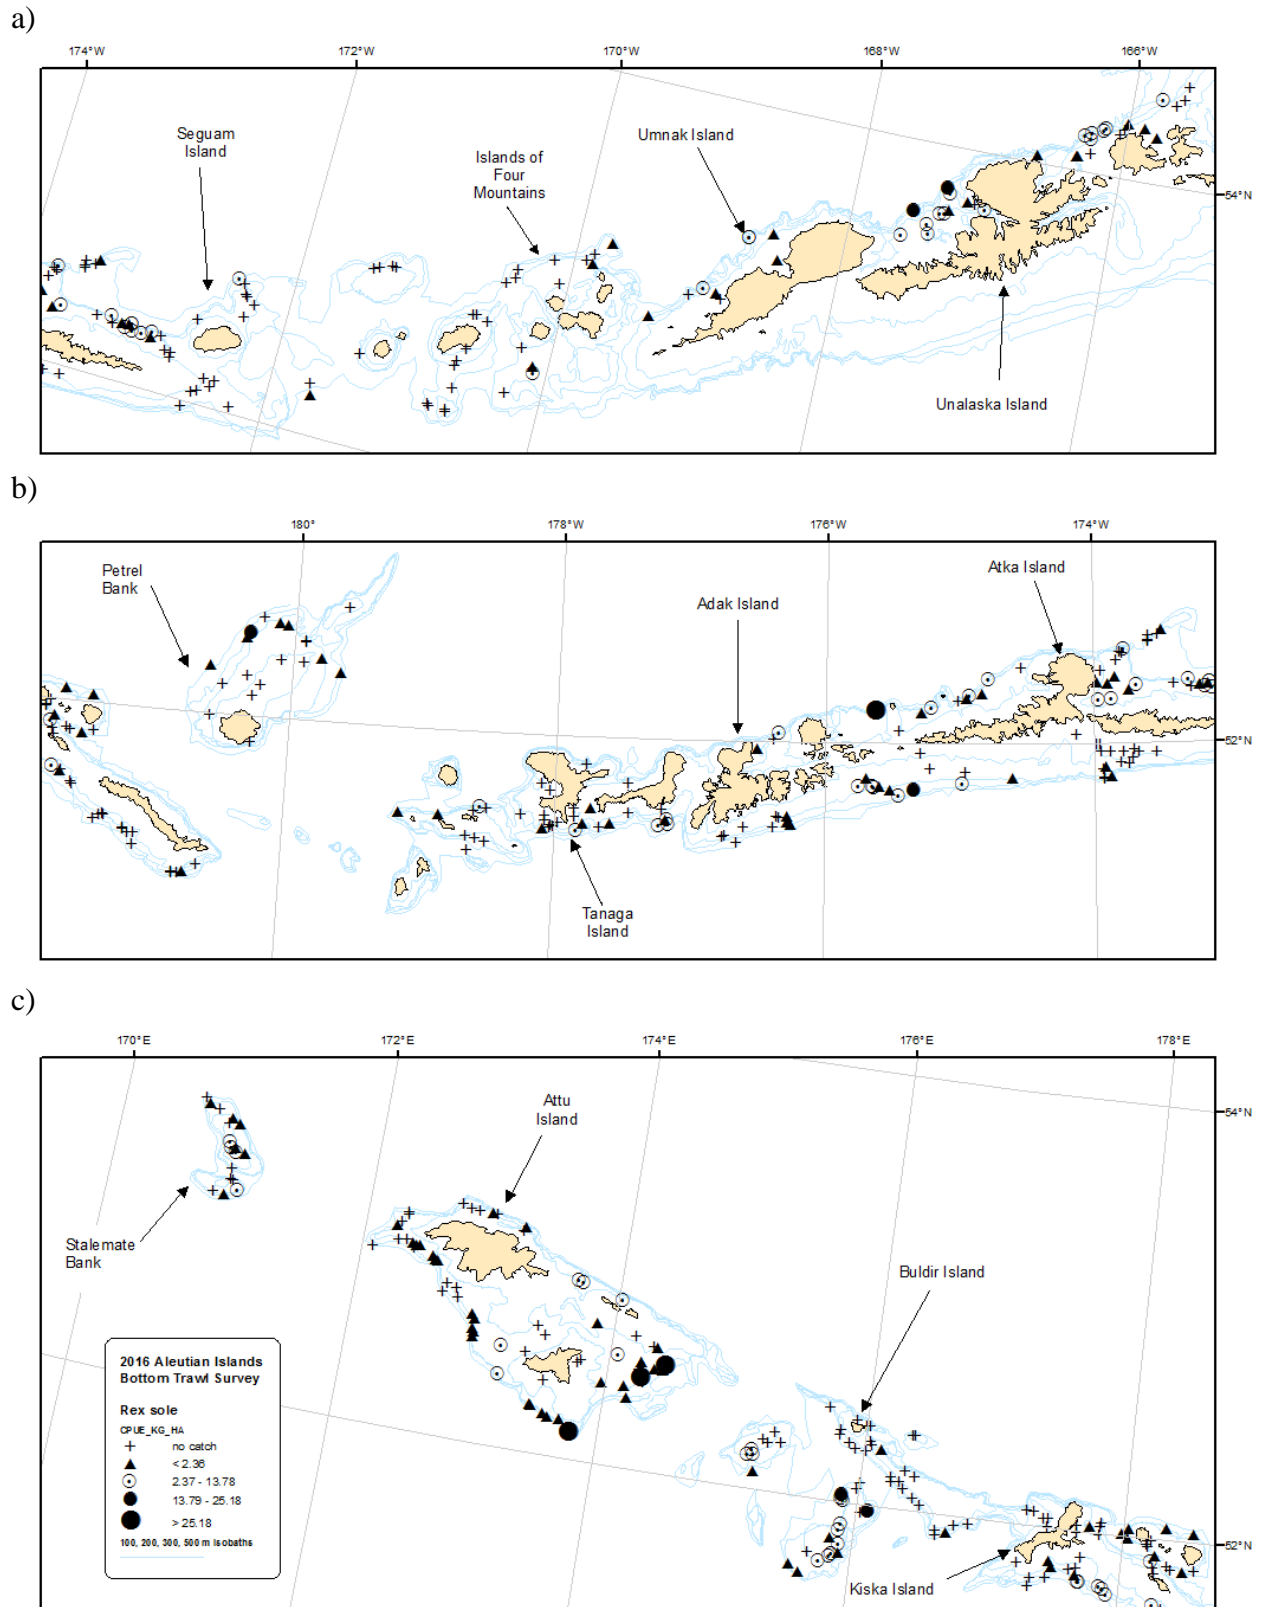 a)
174°W
172°W
170°W
168°W
166°W
Seguam
Island
Islands of
Four
Mountains
Umnak Island
54°N
Unalaska Island
b)
180°
178°W
176°W
174°W
Petrel
Bank
Adak Island
Atka Island
52°N
Tanaga
Island
c)
170°E
172°E
174°E
176°E
178°E
54°N
Attu
Island
Stalemate
Bank
Buldir Island
2016 Aleutian Islands
Bottom Trawl Survey
Rex sole
CPUE_KG_HA
no catch
< 2.36
2.37 - 13.78
13.79 - 25.18
> 25.18
100, 200, 300, 500 m Isobaths
52°N
Kiska Island